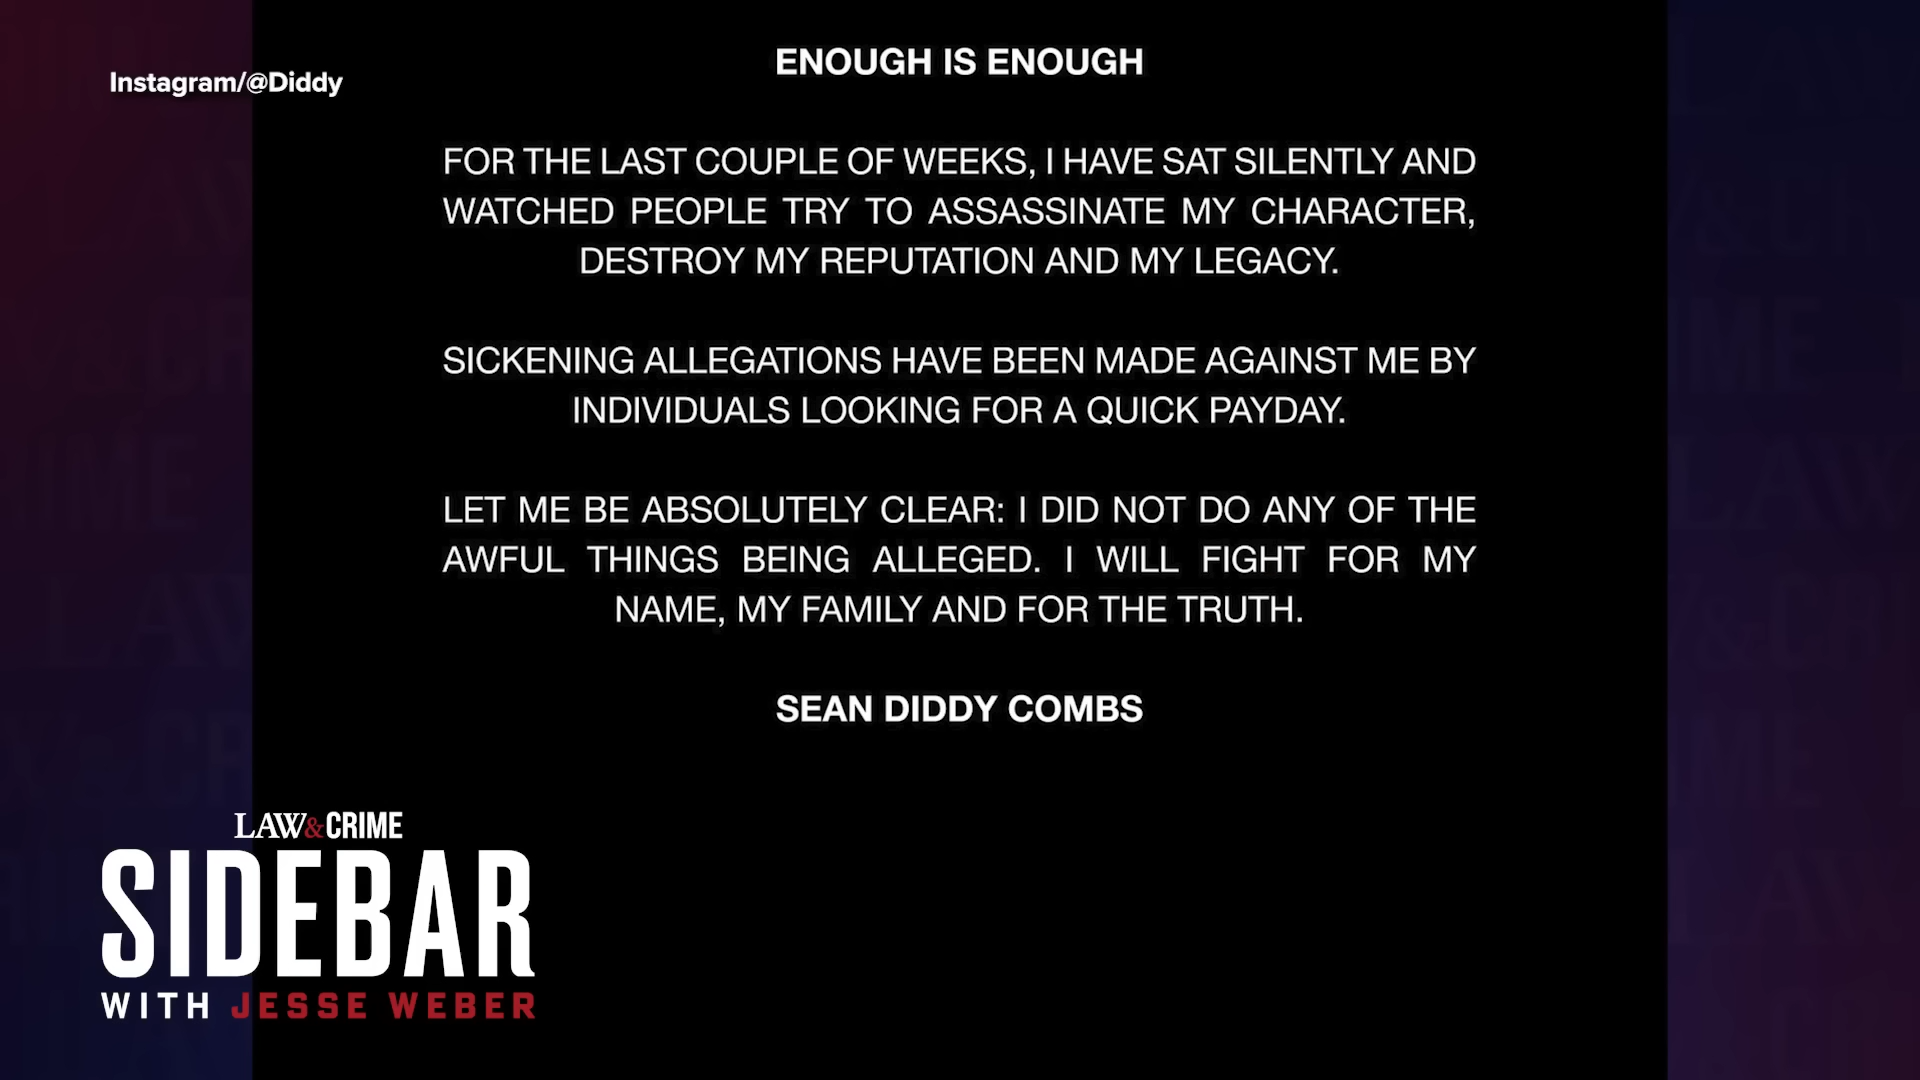 Instagram/@Diddy
ENOUGH IS ENOUGH
FOR THE LAST COUPLE OF WEEKS, I HAVE SAT SILENTLY AND
WATCHED PEOPLE TRY TO ASSASSINATE MY CHARACTER,
DESTROY MY REPUTATION AND MY LEGACY.
SICKENING ALLEGATIONS HAVE BEEN MADE AGAINST ME BY
INDIVIDUALS LOOKING FOR A QUICK PAYDAY.
LET ME BE ABSOLUTELY CLEAR: I DID NOT DO ANY OF THE
AWFUL THINGS BEING ALLEGED. I WILL FIGHT FOR MY
NAME, MY FAMILY AND FOR THE TRUTH.
SEAN DIDDY COMBS
LAW&CRIME
SIDEBAR
WITH JESSE WEBER